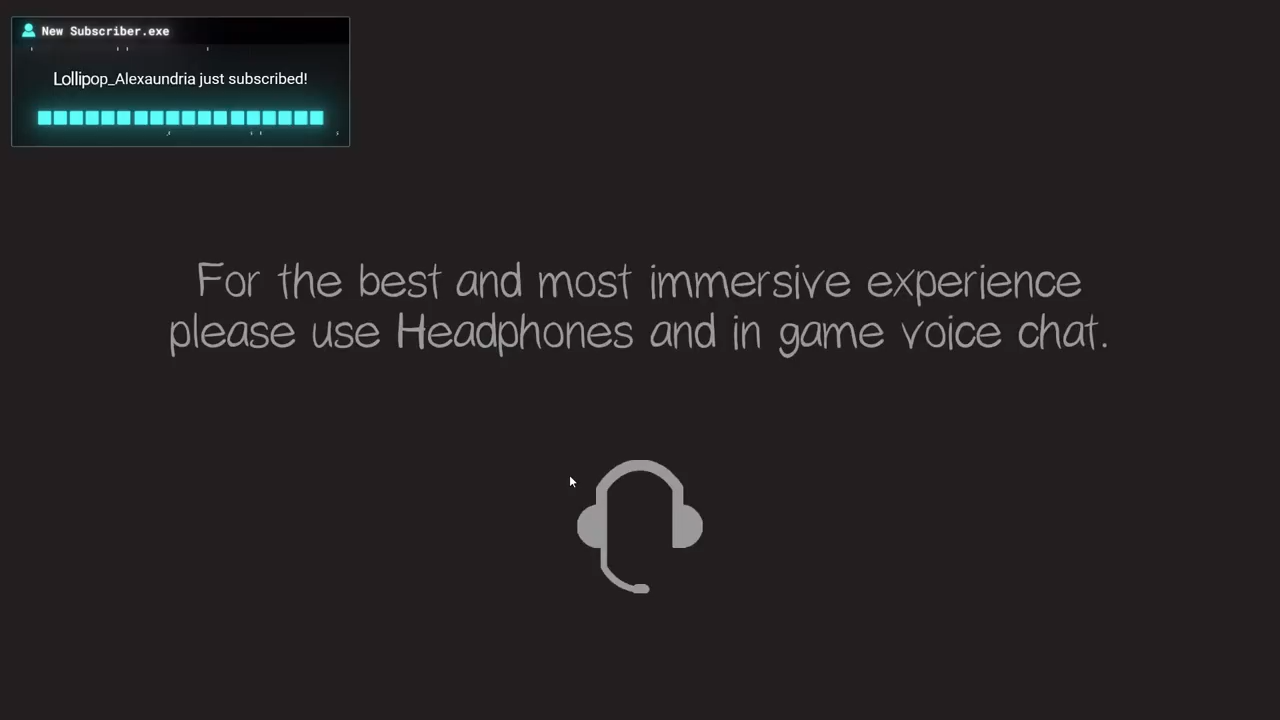 New Subscriber.exe
Lollipop_Alexaundria just subscribed!
For the best and most immersive experience
please use Headphones and in game voice chat.